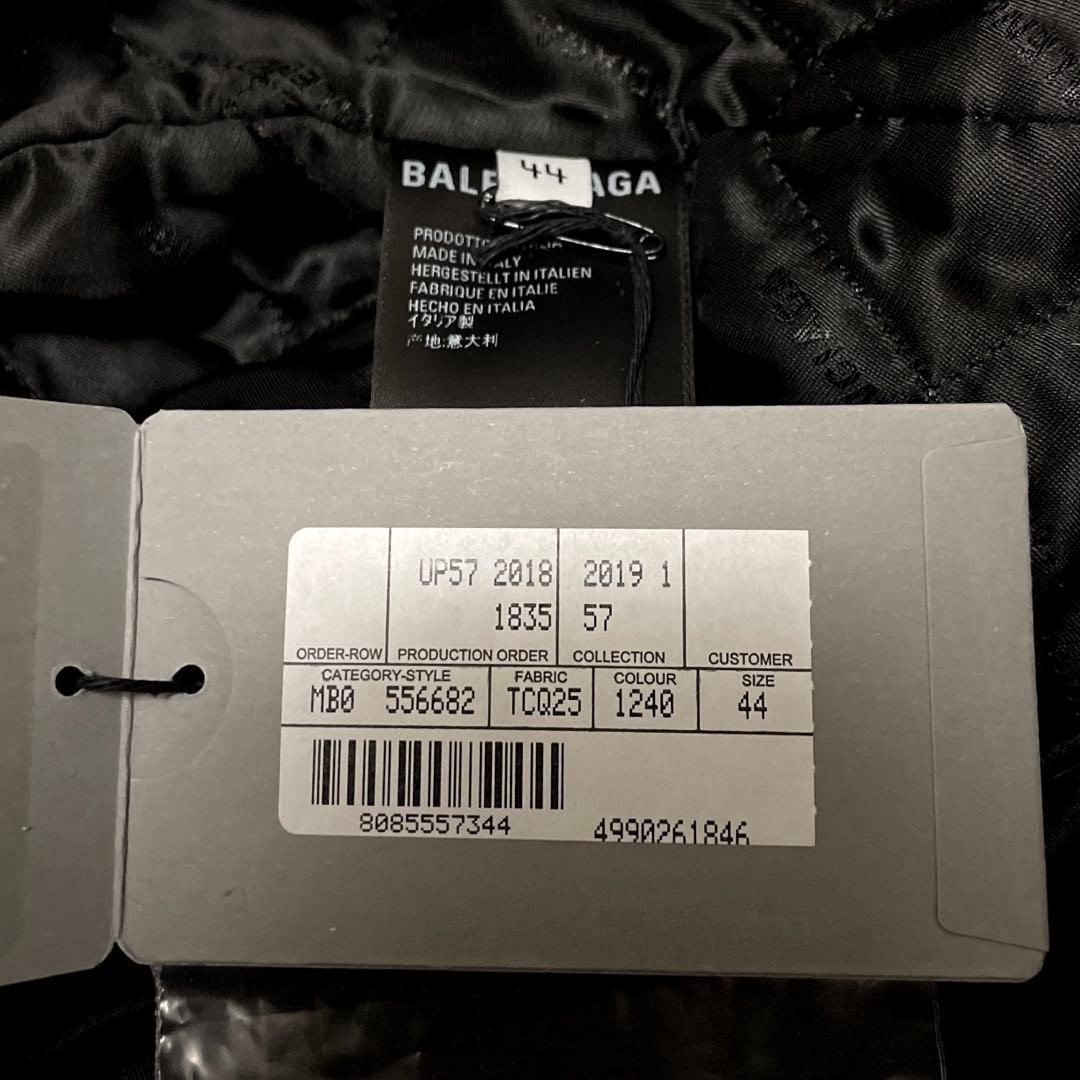 44
PRODOTTO
MADE IN ITALY
HERGESTELLT IN ITALIEN
FABRIQUE EN ITALIE
HECHO EN ITALIA
イタリア製
产地:意大利
UP57 2018 2019 1
1835 57
ORDER-ROW PRODUCTION ORDER COLLECTION CUSTOMER
CATEGORY-STYLE FABRIC COLOUR SIZE
MB0 556682 TCQ25 1240 44
8085557344 4990261846